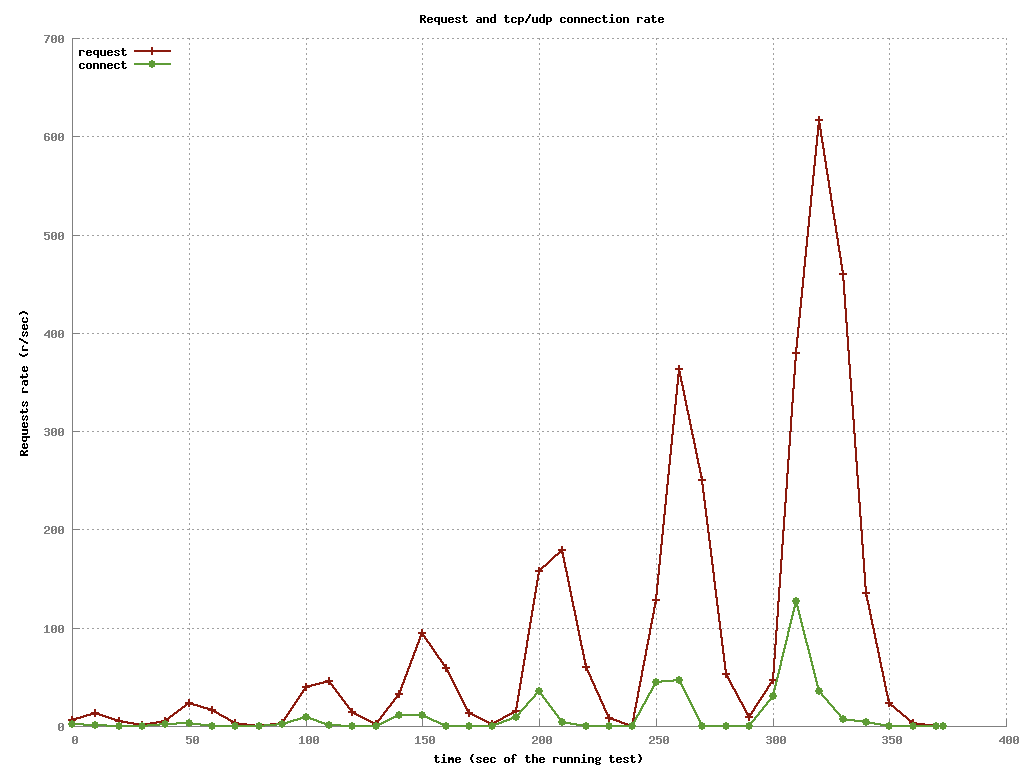 Request and tcp/udp connection rate
700
request
connect
600
500
400
300
200
100
0
Requests rate (r/sec)
0 50 100 150 200 250 300 350 400
time (sec of the running test)